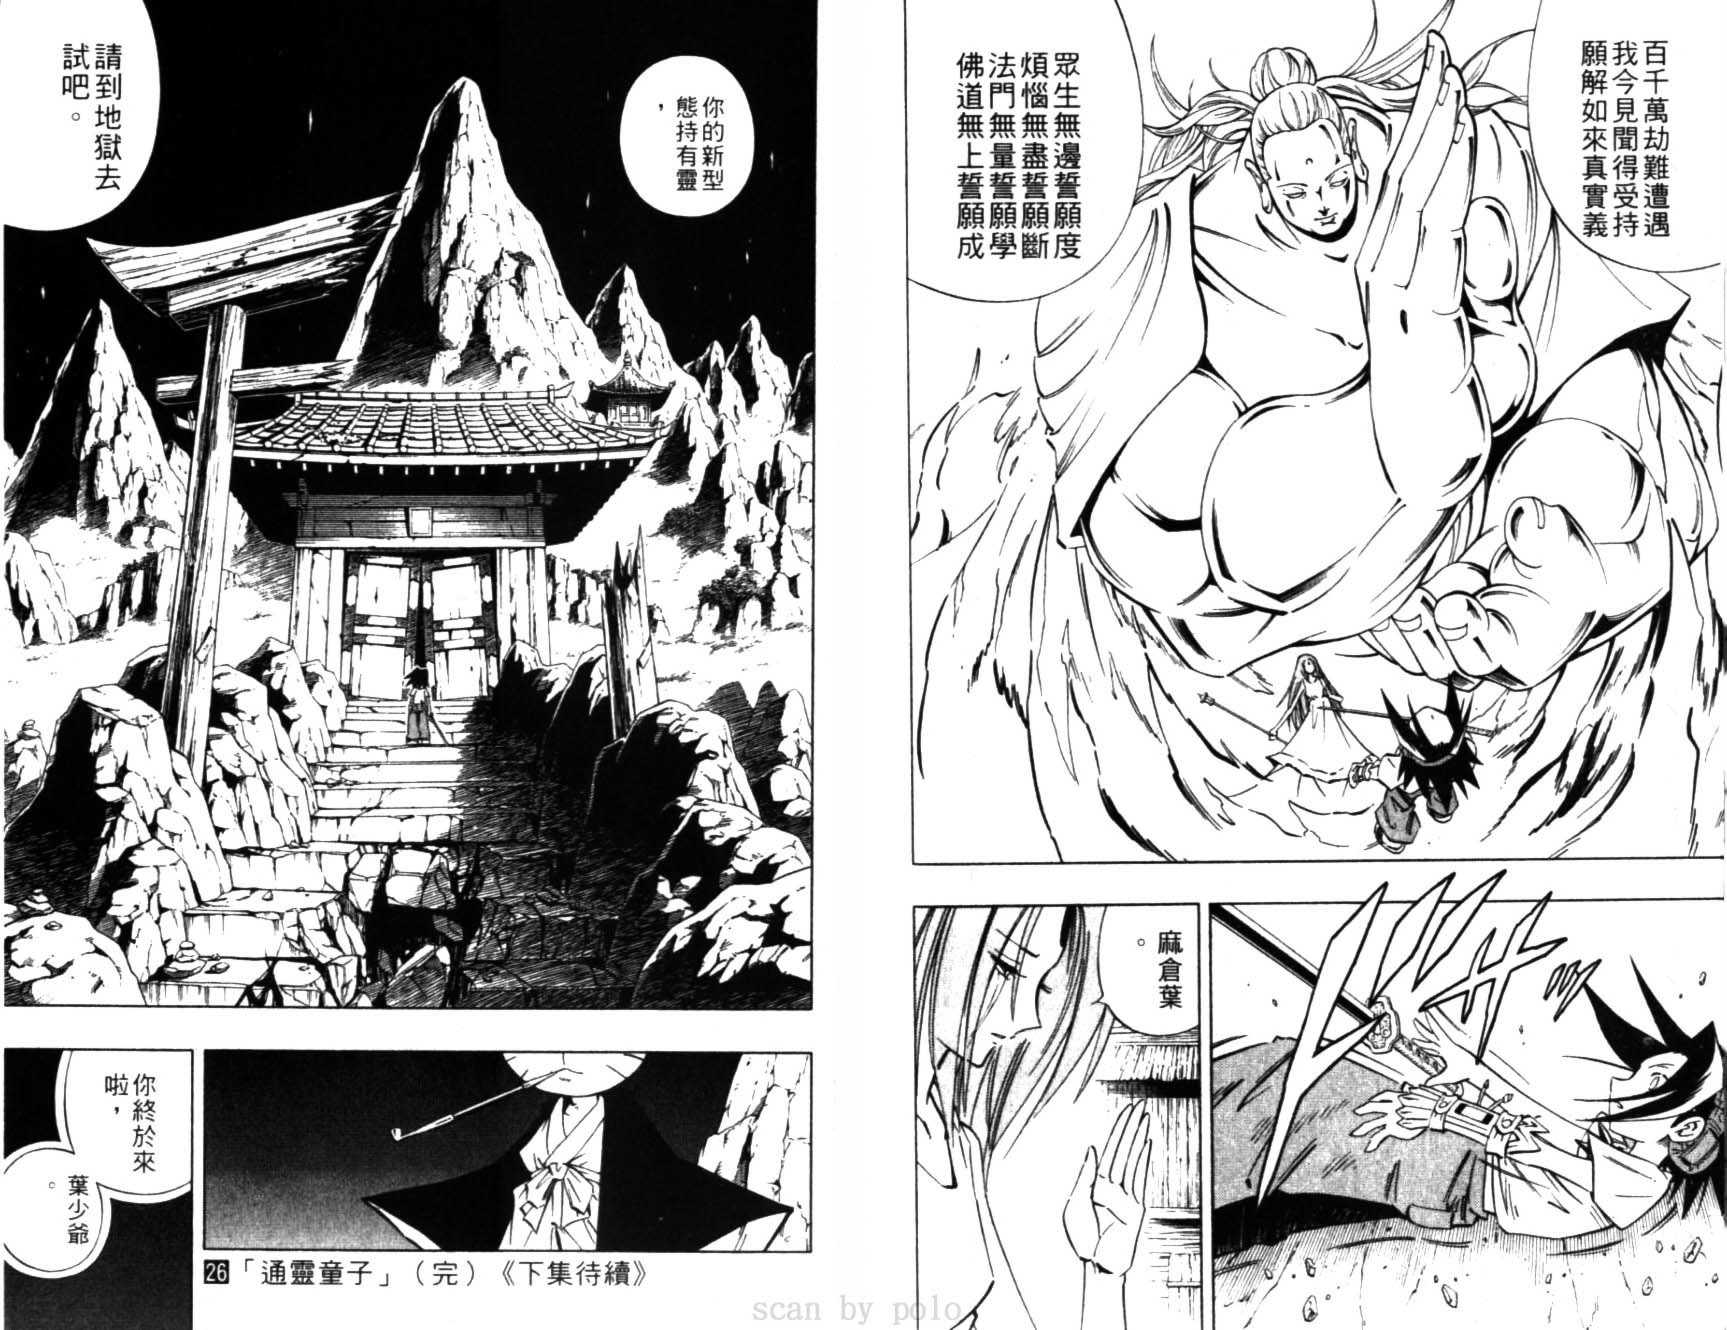 百千萬劫難遭遇
我今見聞得受持
願解如來真實義
眾生無邊誓願度
煩惱無盡誓願斷
法門無量誓願學
佛道無上誓願成
麻倉葉
。
你的新型
態持有靈
，
請到地獄去
試吧。
你終於來
啦，
葉少爺
。
26「通靈童子」（完）《下集待續》
scan by polo